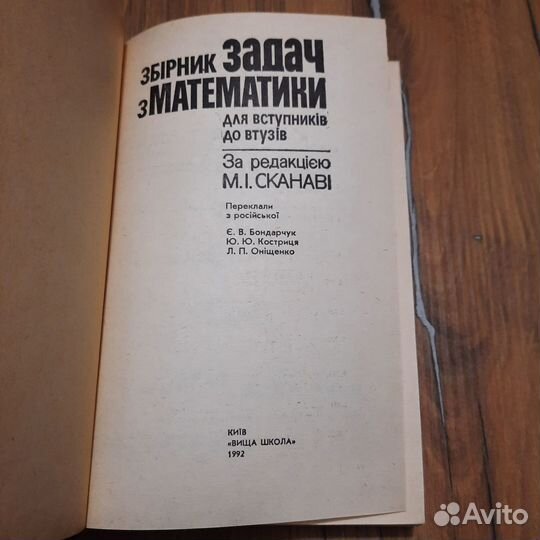 ЗБІРНИК ЗАДАЧ
З МАТЕМАТИКИ
ДЛЯ ВСТУПНИКІВ
ДО ВТУЗІВ
За редакцією
М.І.СКАНАВІ
Переклали
з російської
Є. В. Бондарчук
Ю. Ю. Костриця
Л. П. Оніщенко
КИЇВ
«ВИЩА ШКОЛА»
1992
Avito